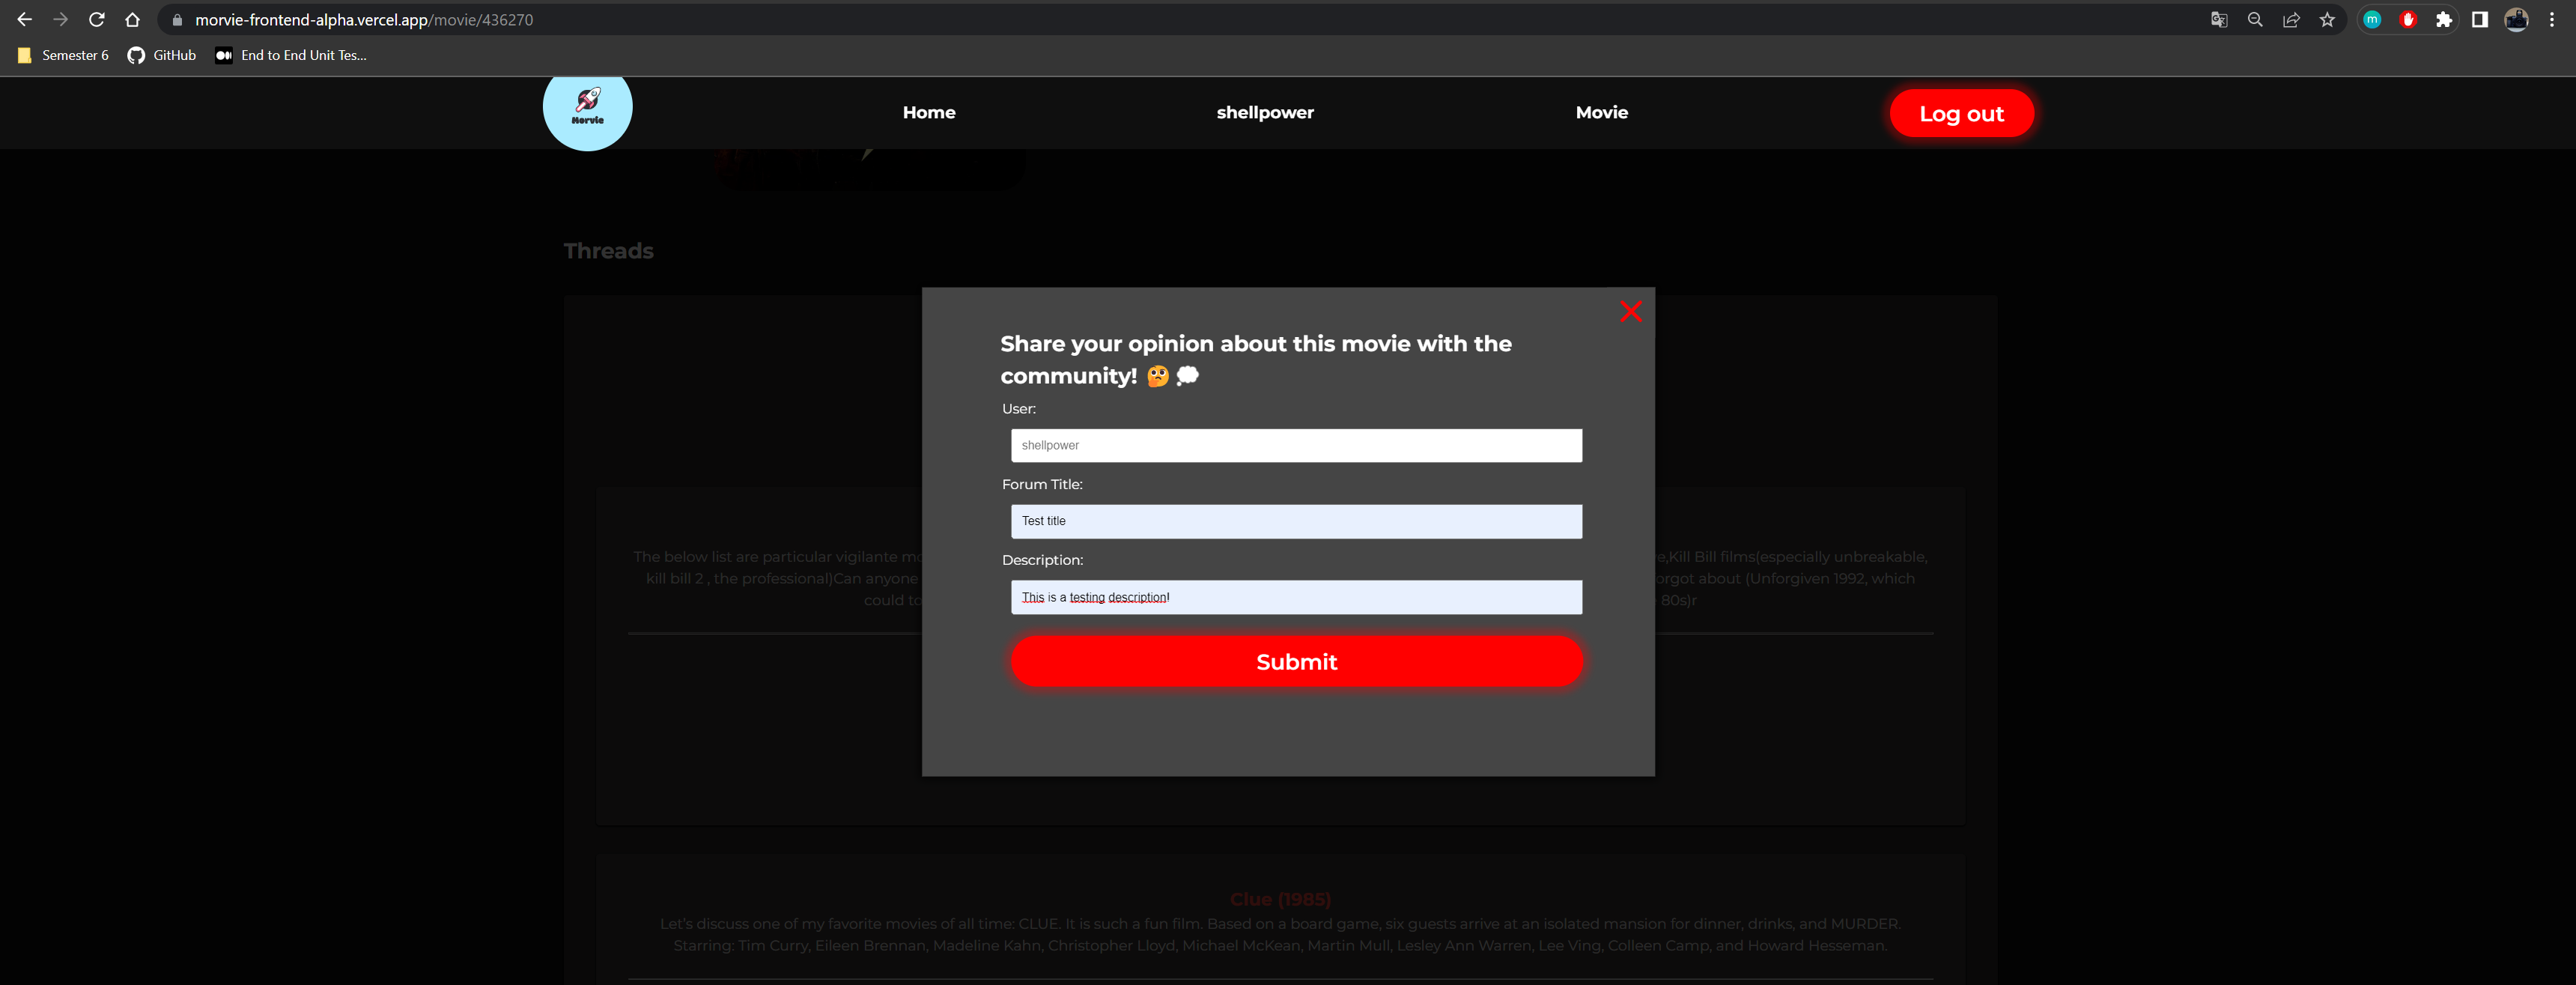 morvie-frontend-alpha.vercel.app/movie/436270
m
Semester 6 GitHub End to End Unit Tes...
Morvie
Home shellpower Movie Log out
Threads
Share your opinion about this movie with the
community! 🤔💭
User:
shellpower
Forum Title:
Test title
Description:
This is a testing description!
Submit
The below list are particular vigilante mo e,Kill Bill films(especially unbreakable,
kill bill 2 , the professional)Can anyone orgot about (Unforgiven 1992, which
could to 80s)r
Clue (1985)
Let's discuss one of my favorite movies of all time: CLUE. It is such a fun film. Based on a board game, six guests arrive at an isolated mansion for dinner, drinks, and MURDER.
Starring: Tim Curry, Eileen Brennan, Madeline Kahn, Christopher Lloyd, Michael McKean, Martin Mull, Lesley Ann Warren, Lee Ving, Colleen Camp, and Howard Hesseman.